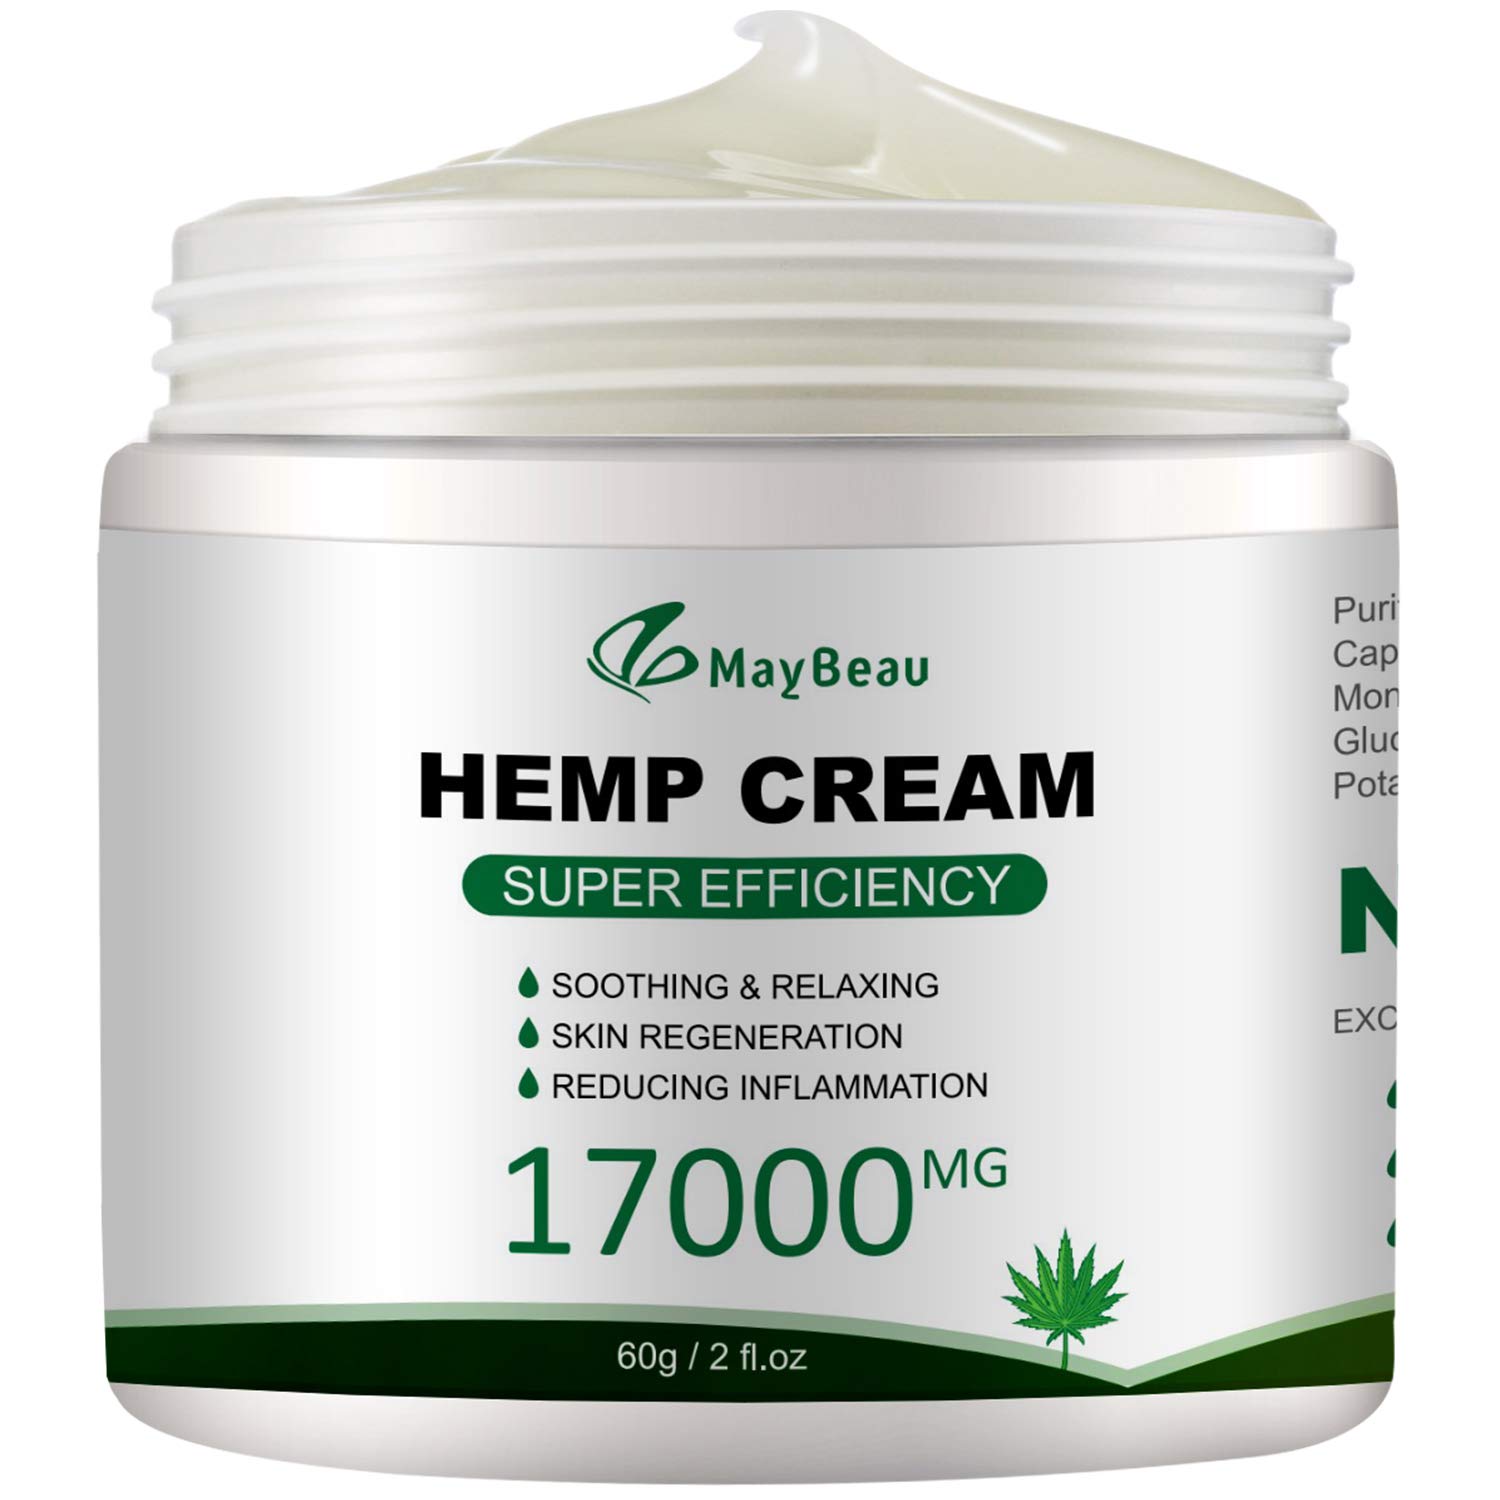 MayBeau
HEMP CREAM
SUPER EFFICIENCY
SOOTHING & RELAXING
SKIN REGENERATION
REDUCING INFLAMMATION
17000MG
60g / 2 fl.oz